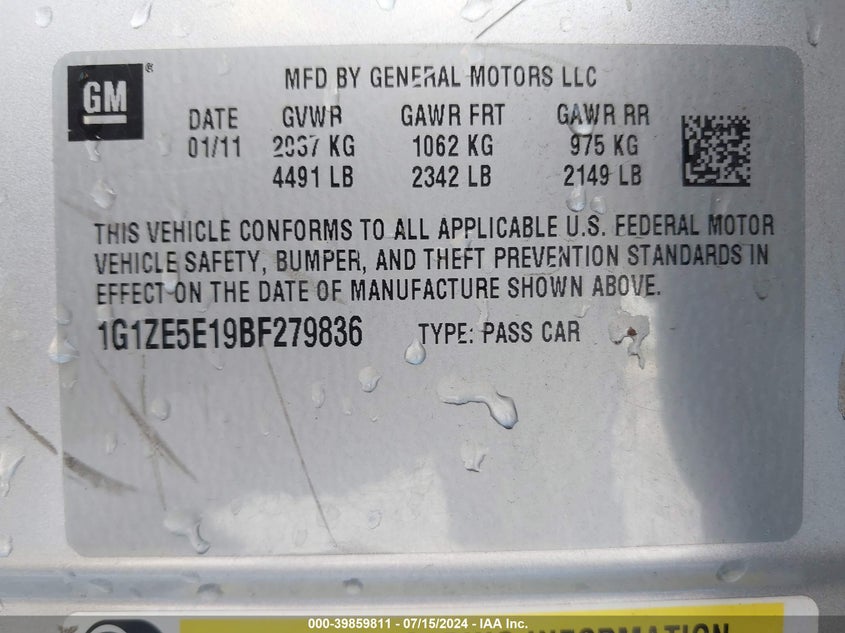 GM
®
MFD BY GENERAL MOTORS LLC
DATE GVWR GAWR FRT GAWR RR
01/11 2037 KG 1062 KG 975 KG
4491 LB 2342 LB 2149 LB
THIS VEHICLE CONFORMS TO ALL APPLICABLE U.S. FEDERAL MOTOR
VEHICLE SAFETY, BUMPER, AND THEFT PREVENTION STANDARDS IN
EFFECT ON THE DATE OF MANUFACTURE SHOWN ABOVE.
1G1ZE5E19BF279836 TYPE: PASS CAR
INFORMATION
000-39859811 - 07/15/2024 - IAA Inc.